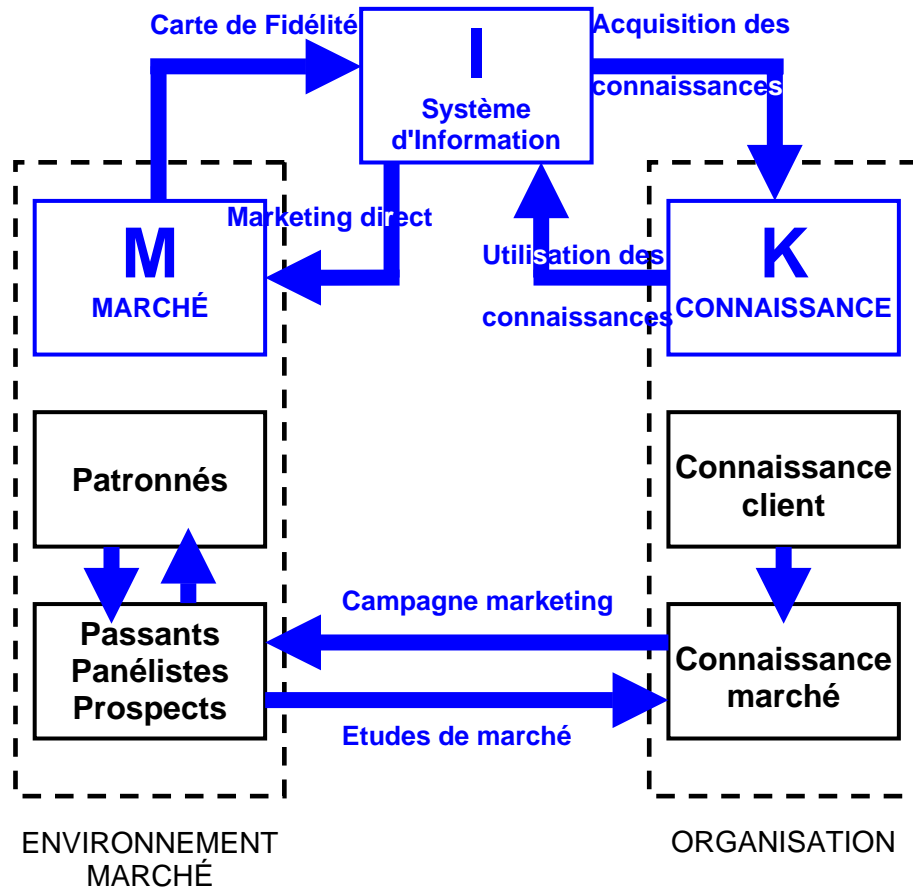 Carte de Fidélité
I
Système
d'Information
Acquisition des
connaissances
M
MARCHÉ
Marketing direct
Utilisation des
connaissances
K
CONNAISSANCE
Patronnés
Connaissance
client
Passants
Panélistes
Prospects
Campagne marketing
Etudes de marché
Connaissance
marché
ENVIRONNEMENT
MARCHÉ
ORGANISATION